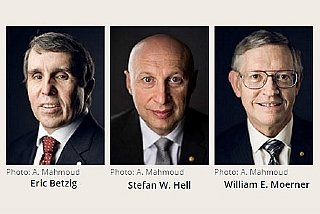 Photo: A. Mahmoud
Eric Betzig
Photo: A. Mahmoud
Stefan W. Hell
Photo: A. Mahmoud
William E. Moerner